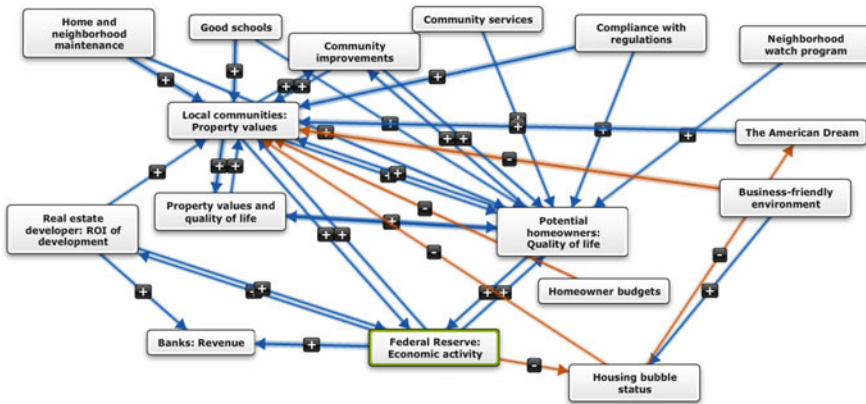 Home and
neighborhood
maintenance
Good schools
Community services
Community
improvements
Compliance with
regulations
Neighborhood
watch program
Local communities:
Property values
The American Dream
Property values and
quality of life
Business-friendly
environment
Real estate
developer: ROI of
development
Potential
homeowners:
Quality of life
Homeowner budgets
Banks: Revenue
Federal Reserve:
Economic activity
Housing bubble
status